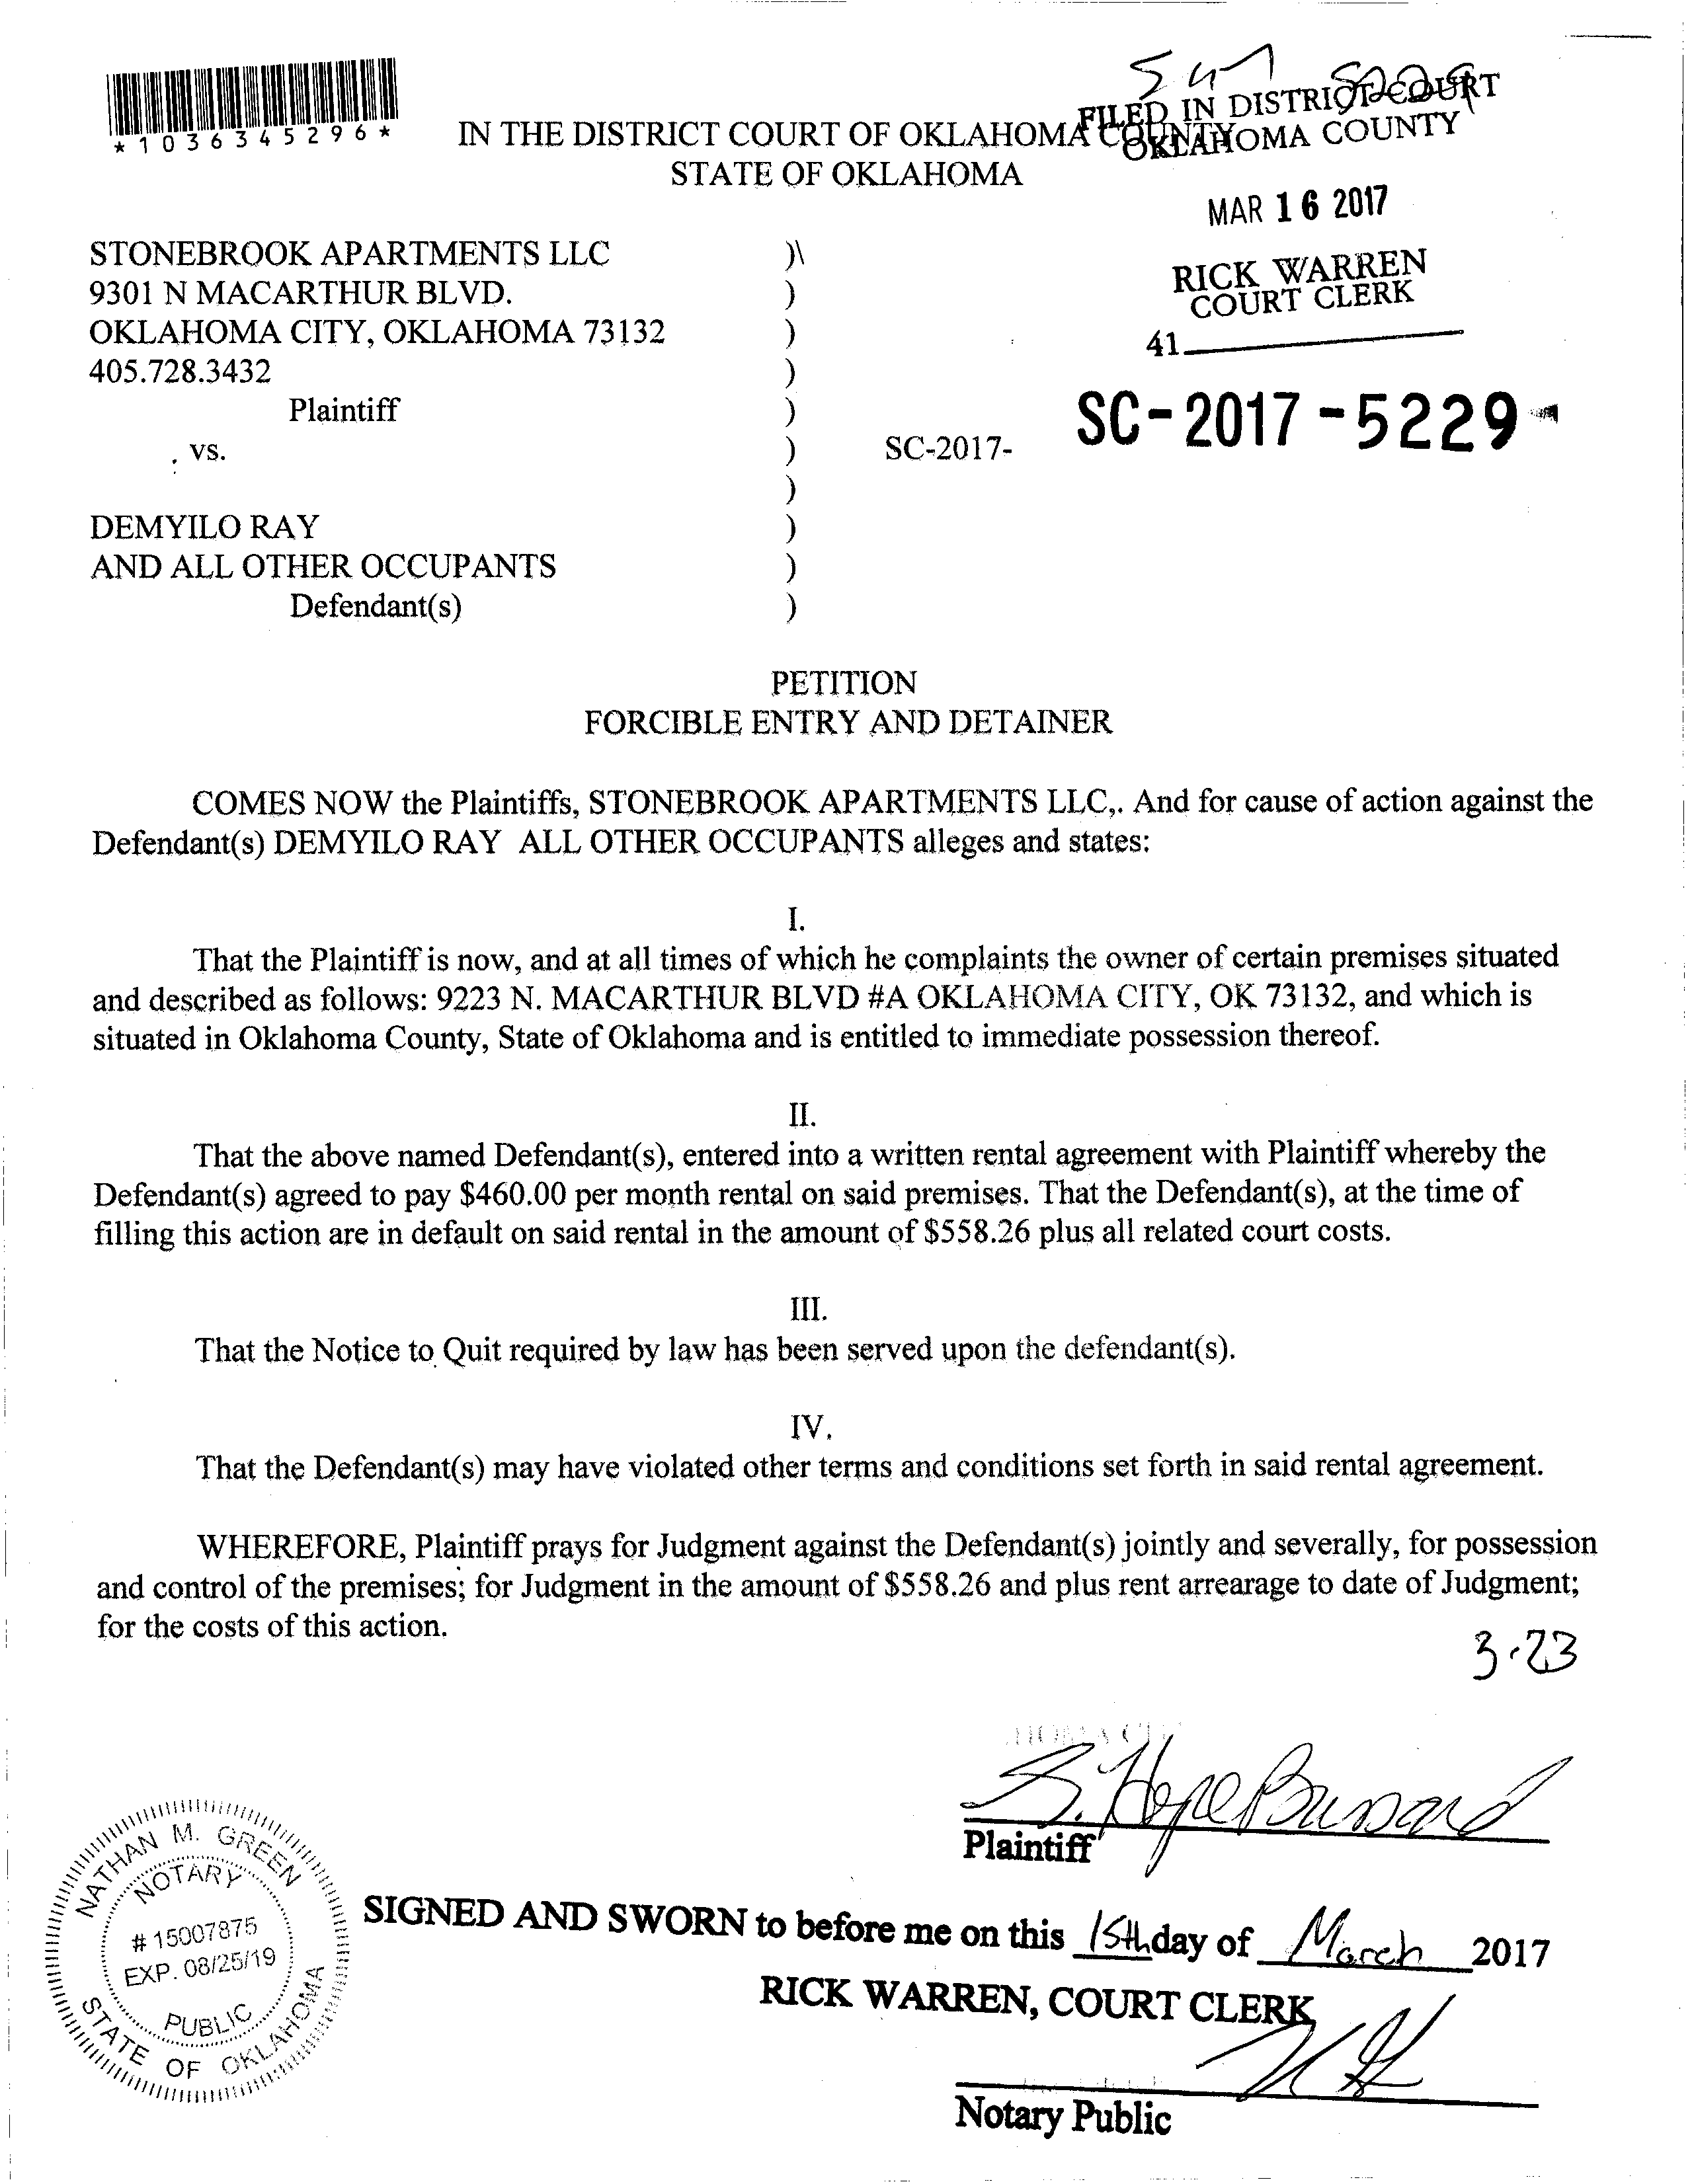 *1036345296*
IN THE DISTRICT COURT OF OKLAHOMA COUNTY
STATE OF OKLAHOMA
FILED IN DISTRICT COURT
OKLAHOMA COUNTY
MAR 16 2017
RICK WARREN
COURT CLERK
41
STONEBROOK APARTMENTS LLC )\
9301 N MACARTHUR BLVD. )
OKLAHOMA CITY, OKLAHOMA 73132 )
405.728.3432 )
Plaintiff )
vs. ) SC-2017- SC-2017-5229
)
DEMYILO RAY )
AND ALL OTHER OCCUPANTS )
Defendant(s) )
PETITION
FORCIBLE ENTRY AND DETAINER
COMES NOW the Plaintiffs, STONEBROOK APARTMENTS LLC,. And for cause of action against the
Defendant(s) DEMYILO RAY ALL OTHER OCCUPANTS alleges and states:
I.
That the Plaintiff is now, and at all times of which he complaints the owner of certain premises situated
and described as follows: 9223 N. MACARTHUR BLVD #A OKLAHOMA CITY, OK 73132, and which is
situated in Oklahoma County, State of Oklahoma and is entitled to immediate possession thereof.
II.
That the above named Defendant(s), entered into a written rental agreement with Plaintiff whereby the
Defendant(s) agreed to pay $460.00 per month rental on said premises. That the Defendant(s), at the time of
filling this action are in default on said rental in the amount of $558.26 plus all related court costs.
III.
That the Notice to Quit required by law has been served upon the defendant(s).
IV.
That the Defendant(s) may have violated other terms and conditions set forth in said rental agreement.
WHEREFORE, Plaintiff prays for Judgment against the Defendant(s) jointly and severally, for possession
and control of the premises; for Judgment in the amount of $558.26 and plus rent arrearage to date of Judgment;
for the costs of this action.
3-23
S. Hope Bussard
Plaintiff
NATHAN M. GREEN
NOTARY
# 15007875
EXP. 08/25/19
PUBLIC
STATE OF OKLAHOMA
SIGNED AND SWORN to before me on this 15th day of March 2017
RICK WARREN, COURT CLERK
Notary Public